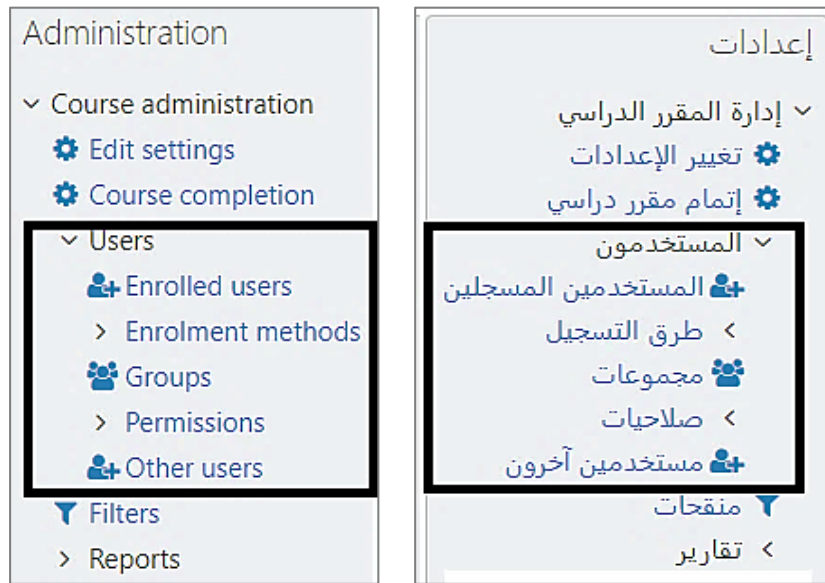 Administration
Course administration
Edit settings
Course completion
Users
Enrolled users
Enrolment methods
Groups
Permissions
Other users
Filters
Reports
إعدادات
إدارة المقرر الدراسي
تغيير الإعدادات
إتمام مقرر دراسي
المستخدمون
المستخدمين المسجلين
طرق التسجيل
مجموعات
صلاحيات
مستخدمين آخرون
منقحات
تقارير